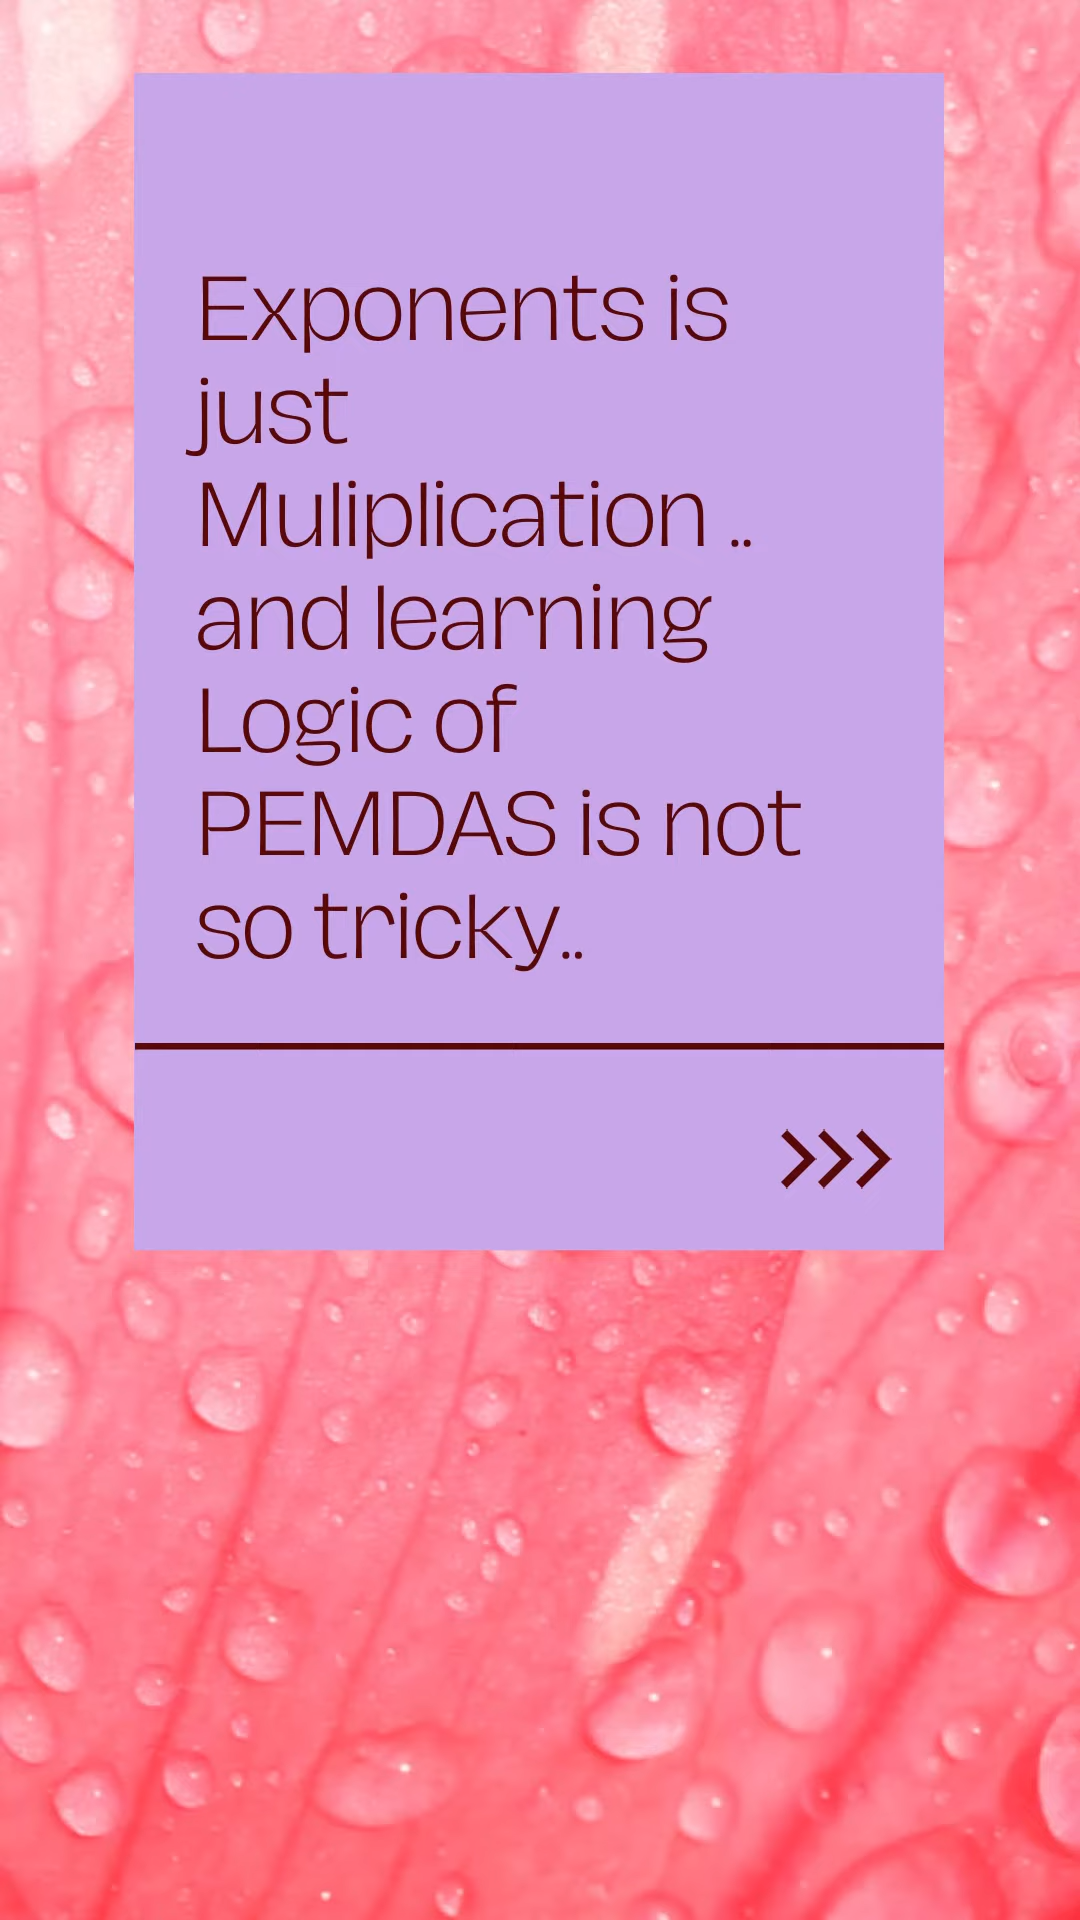 Exponents is
just
Muliplication ..
and learning
Logic of
PEMDAS is not
so tricky..